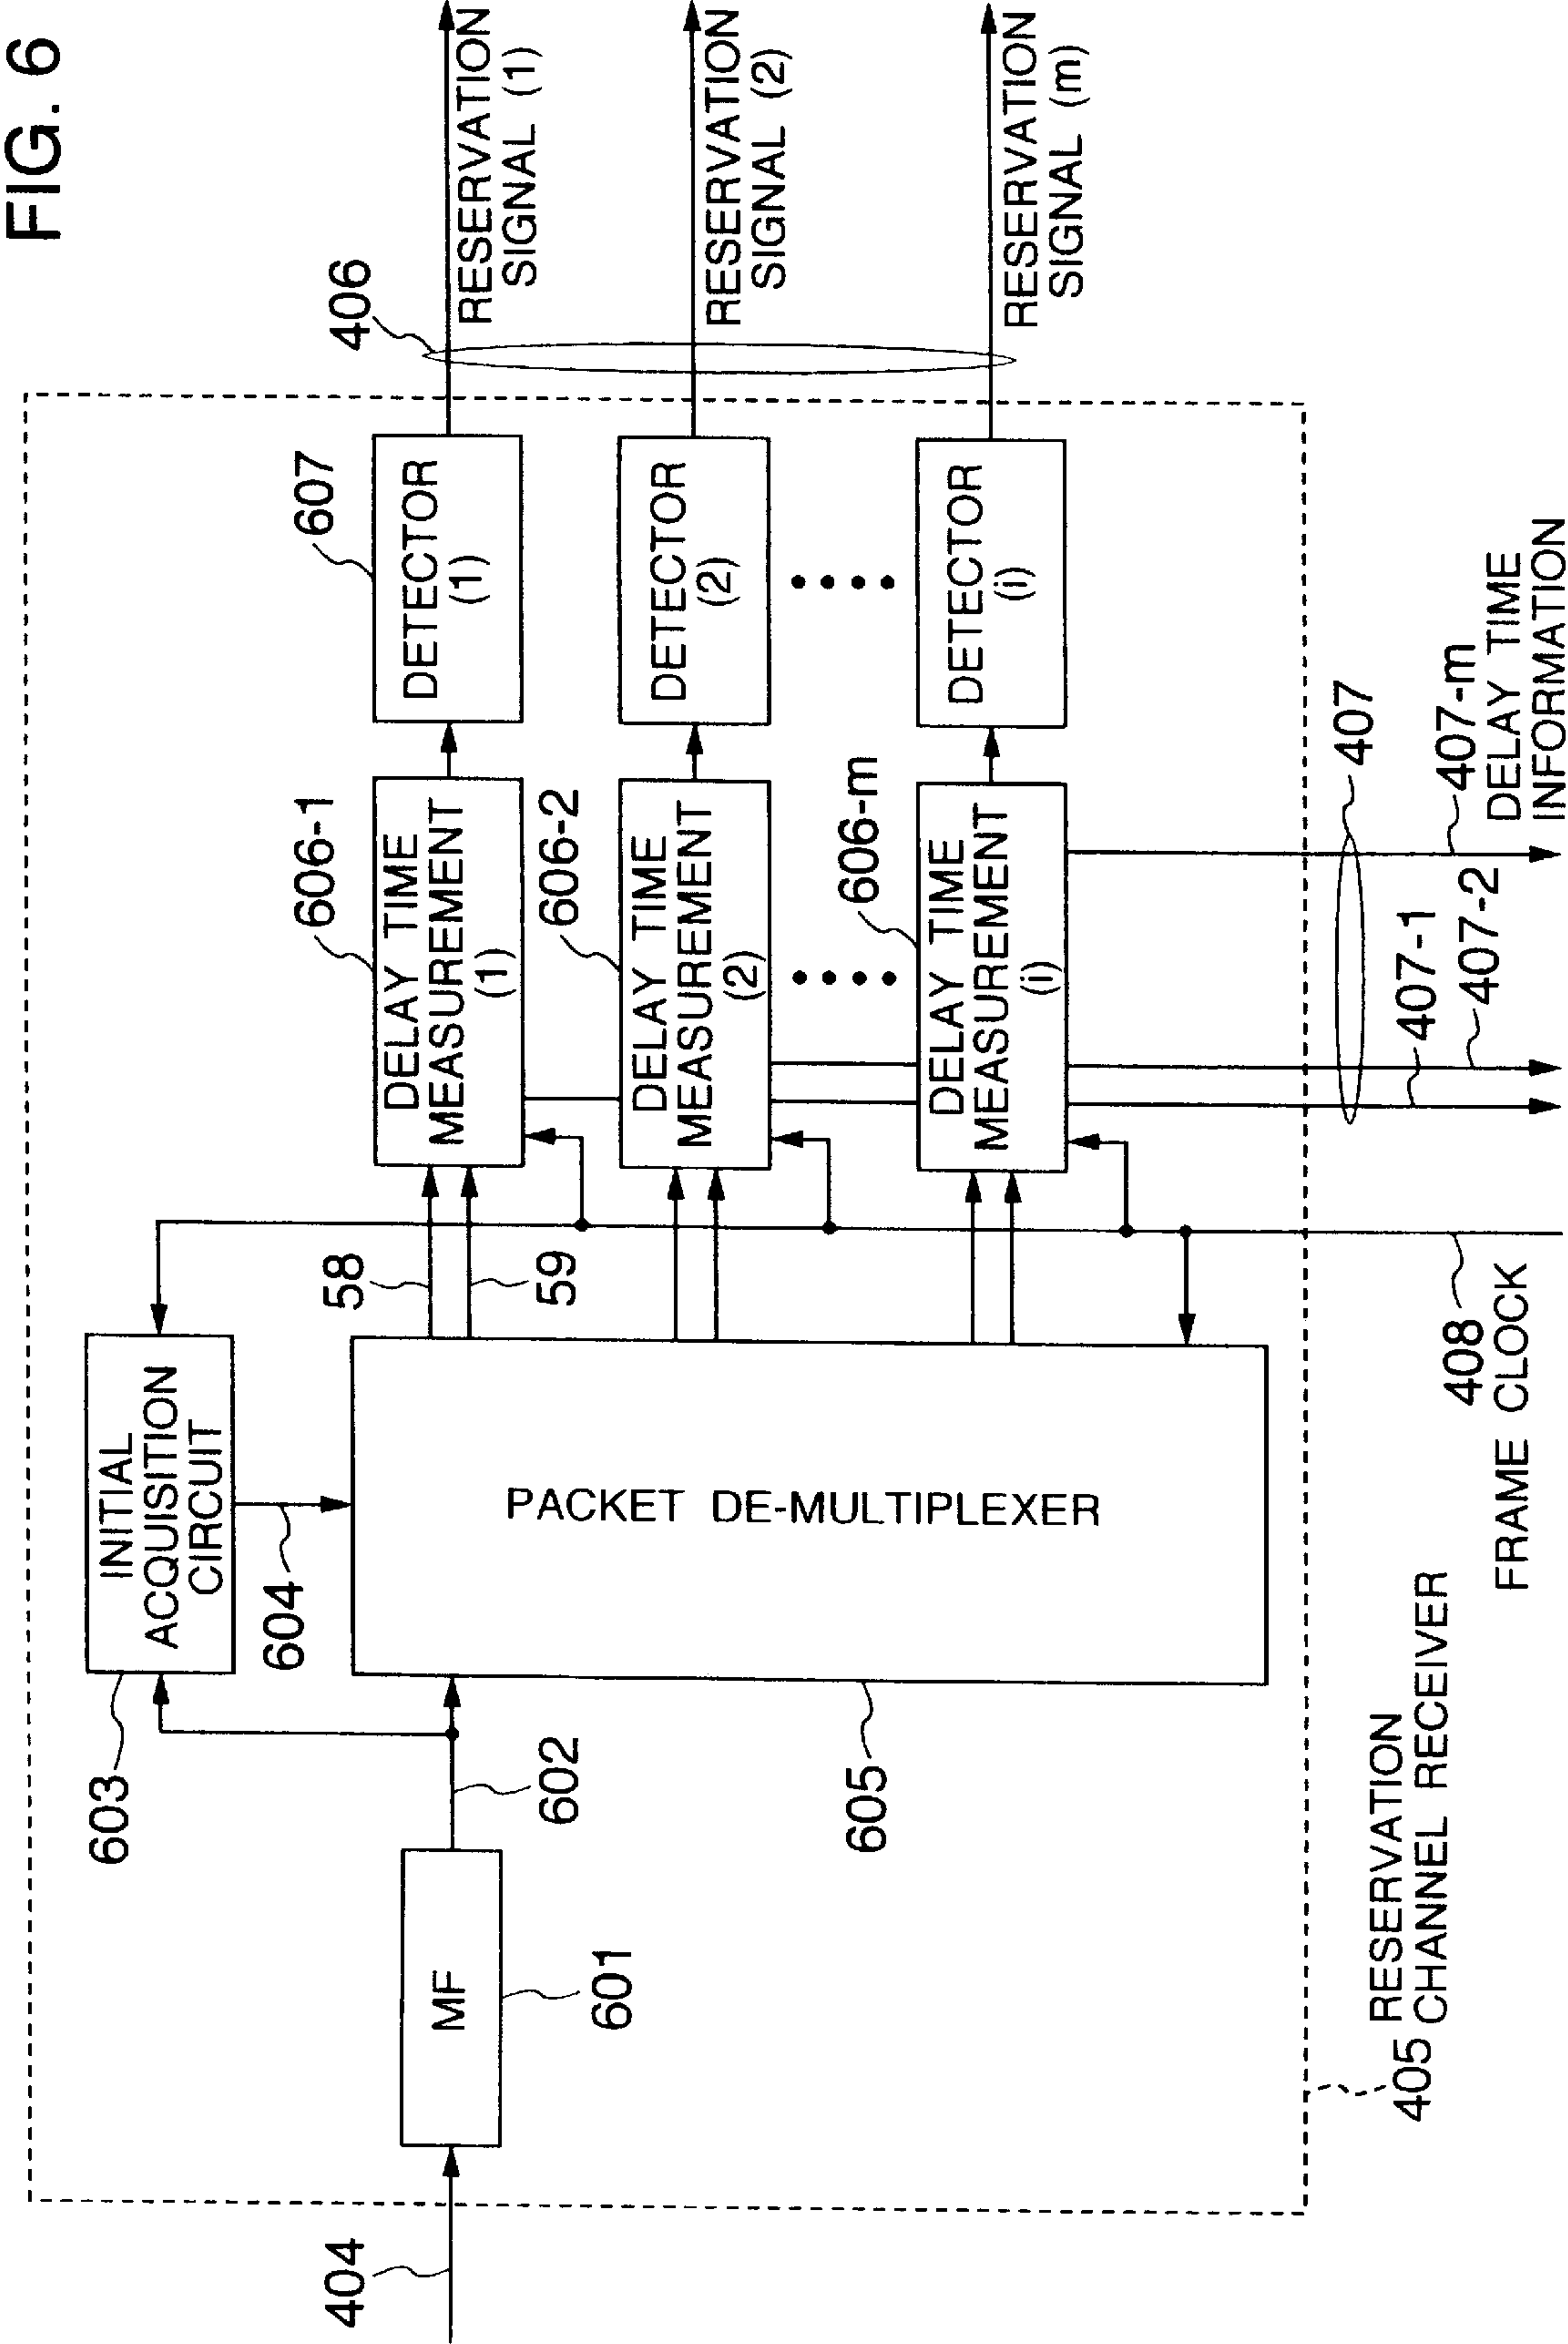 FIG. 6
404
MF
601
602
603
INITIAL
ACQUISITION
CIRCUIT
604
PACKET DE-MULTIPLEXER
605
58
59
606-1
DELAY TIME
MEASUREMENT
(1)
606-2
DELAY TIME
MEASUREMENT
(2)
606-m
DELAY TIME
MEASUREMENT
(i)
607
DETECTOR
(1)
DETECTOR
(2)
DETECTOR
(i)
406
RESERVATION
SIGNAL (1)
RESERVATION
SIGNAL (2)
RESERVATION
SIGNAL (m)
405 RESERVATION
CHANNEL RECEIVER
408
FRAME CLOCK
407
407-1
407-2
407-m
DELAY TIME
INFORMATION